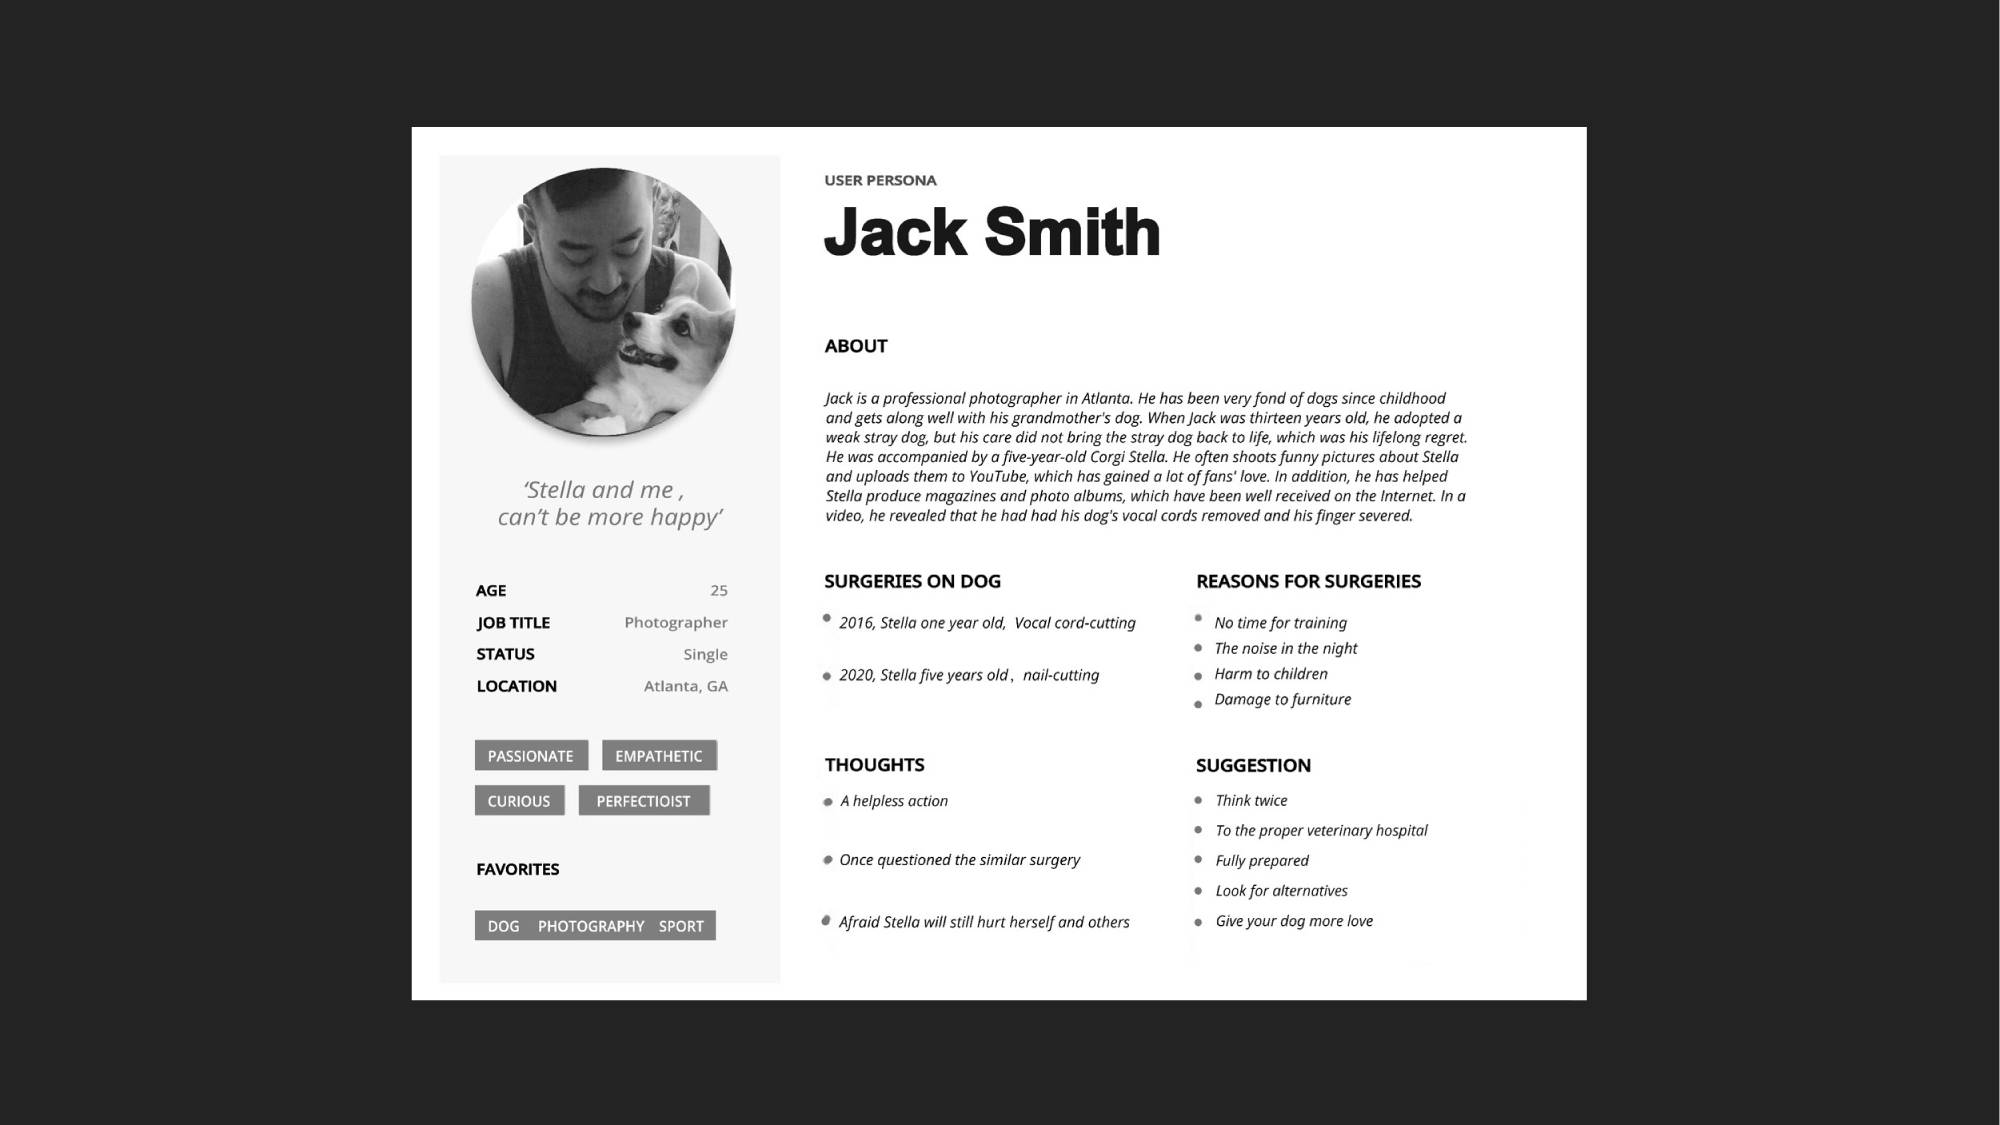 ‘Stella and me ,
can’t be more happy’
AGE 25
JOB TITLE Photographer
STATUS Single
LOCATION Atlanta, GA
PASSIONATE EMPATHETIC
CURIOUS PERFECTIOIST
FAVORITES
DOG PHOTOGRAPHY SPORT
USER PERSONA
Jack Smith
ABOUT
Jack is a professional photographer in Atlanta. He has been very fond of dogs since childhood
and gets along well with his grandmother's dog. When Jack was thirteen years old, he adopted a
weak stray dog, but his care did not bring the stray dog back to life, which was his lifelong regret.
He was accompanied by a five-year-old Corgi Stella. He often shoots funny pictures about Stella
and uploads them to YouTube, which has gained a lot of fans' love. In addition, he has helped
Stella produce magazines and photo albums, which have been well received on the Internet. In a
video, he revealed that he had had his dog's vocal cords removed and his finger severed.
SURGERIES ON DOG
2016, Stella one year old, Vocal cord-cutting
2020, Stella five years old, nail-cutting
REASONS FOR SURGERIES
No time for training
The noise in the night
Harm to children
Damage to furniture
THOUGHTS
A helpless action
Once questioned the similar surgery
Afraid Stella will still hurt herself and others
SUGGESTION
Think twice
To the proper veterinary hospital
Fully prepared
Look for alternatives
Give your dog more love